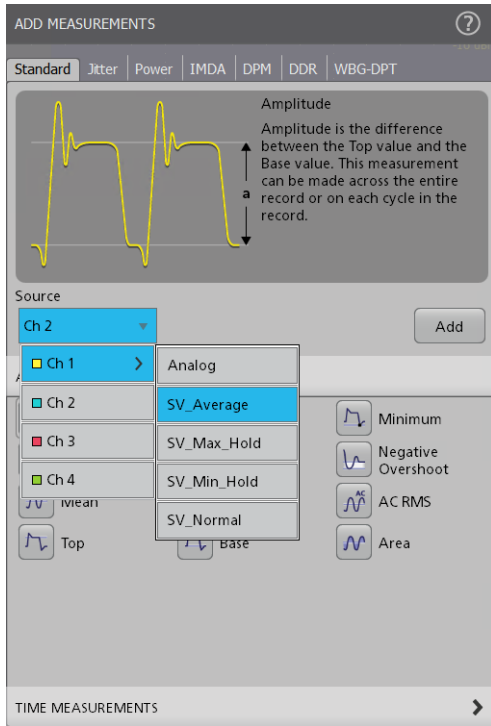 ADD MEASUREMENTS
?
Standard Jitter Power IMDA DPM DDR WBG-DPT
Amplitude
Amplitude is the difference
between the Top value and the
Base value. This measurement
can be made across the entire
record or on each cycle in the
record.
a
Source
Ch 2
Add
Ch 1
Ch 2
Ch 3
Ch 4
Analog
SV_Average
SV_Max_Hold
SV_Min_Hold
SV_Normal
Minimum
Negative
Overshoot
Mean
AC RMS
Top
Base
Area
TIME MEASUREMENTS